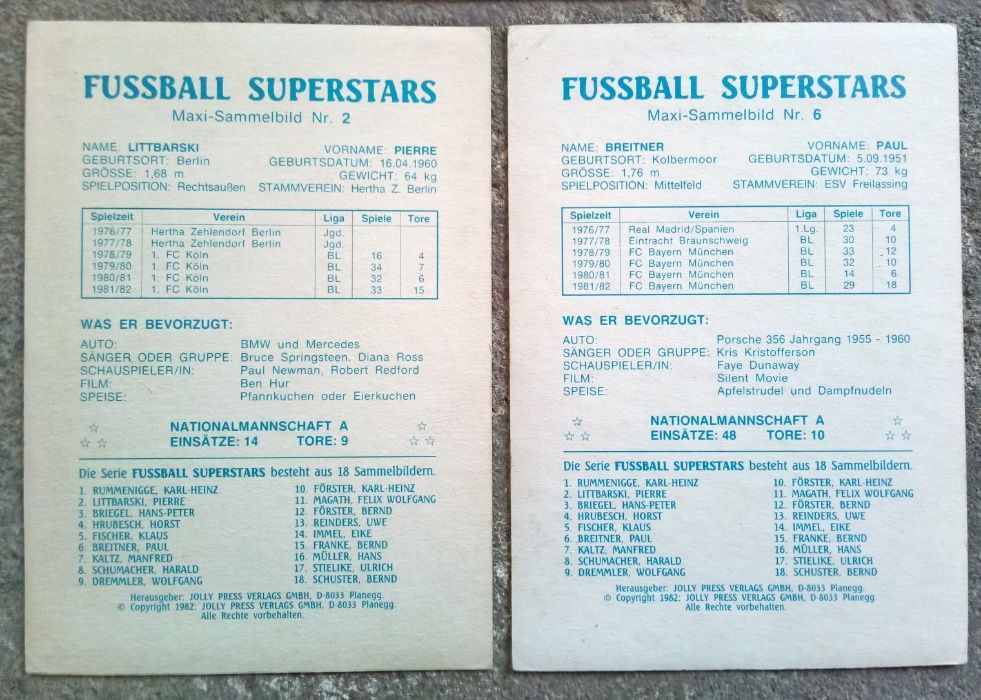 FUSSBALL SUPERSTARS
Maxi-Sammelbild Nr. 2
NAME: LITTBARSKI VORNAME: PIERRE
GEBURTSORT: Berlin GEBURTSDATUM: 16.04.1960
GRÖSSE: 1,68 m GEWICHT: 64 kg
SPIELPOSITION: Rechtsaußen STAMMVEREIN: Hertha Z. Berlin
Spielzeit Verein Liga Spiele Tore
1976/77 Hertha Zehlendorf Berlin Jgd.
1977/78 Hertha Zehlendorf Berlin Jgd.
1978/79 1. FC Köln BL 16 4
1979/80 1. FC Köln BL 34 7
1980/81 1. FC Köln BL 32 6
1981/82 1. FC Köln BL 33 15
WAS ER BEVORZUGT:
AUTO: BMW und Mercedes
SÄNGER ODER GRUPPE: Bruce Springsteen, Diana Ross
SCHAUSPIELER/IN: Paul Newman, Robert Redford
FILM: Ben Hur
SPEISE: Pfannkuchen oder Eierkuchen
NATIONALMANNSCHAFT A
EINSÄTZE: 14 TORE: 9
Die Serie FUSSBALL SUPERSTARS besteht aus 18 Sammelbildern.
1. RUMMENIGGE, KARL-HEINZ
2. LITTBARSKI, PIERRE
3. BRIEGEL, HANS-PETER
4. HRUBESCH, HORST
5. FISCHER, KLAUS
6. BREITNER, PAUL
7. KALTZ, MANFRED
8. SCHUMACHER, HARALD
9. DREMMLER, WOLFGANG
10. FÖRSTER, KARL-HEINZ
11. MAGATH, FELIX WOLFGANG
12. FÖRSTER, BERND
13. REINDERS, UWE
14. IMMEL, EIKE
15. FRANKE, BERND
16. MÜLLER, HANS
17. STIELIKE, ULRICH
18. SCHUSTER, BERND
Herausgeber: JOLLY PRESS VERLAGS GMBH, D-8033 Planegg.
© Copyright 1982: JOLLY PRESS VERLAGS GMBH, D-8033 Planegg.
Alle Rechte vorbehalten.
FUSSBALL SUPERSTARS
Maxi-Sammelbild Nr. 6
NAME: BREITNER VORNAME: PAUL
GEBURTSORT: Kolbermoor GEBURTSDATUM: 5.09.1951
GRÖSSE: 1,76 m GEWICHT: 73 kg
SPIELPOSITION: Mittelfeld STAMMVEREIN: ESV Freilassing
Spielzeit Verein Liga Spiele Tore
1976/77 Real Madrid/Spanien 1.Lg. 23 4
1977/78 Eintracht Braunschweig BL 30 10
1978/79 FC Bayern München BL 33 12
1979/80 FC Bayern München BL 32 10
1980/81 FC Bayern München BL 14 6
1981/82 FC Bayern München BL 29 18
WAS ER BEVORZUGT:
AUTO: Porsche 356 Jahrgang 1955 - 1960
SÄNGER ODER GRUPPE: Kris Kristofferson
SCHAUSPIELER/IN: Faye Dunaway
FILM: Silent Movie
SPEISE: Apfelstrudel und Dampfnudeln
NATIONALMANNSCHAFT A
EINSÄTZE: 48 TORE: 10
Die Serie FUSSBALL SUPERSTARS besteht aus 18 Sammelbildern.
1. RUMMENIGGE, KARL-HEINZ
2. LITTBARSKI, PIERRE
3. BRIEGEL, HANS-PETER
4. HRUBESCH, HORST
5. FISCHER, KLAUS
6. BREITNER, PAUL
7. KALTZ, MANFRED
8. SCHUMACHER, HARALD
9. DREMMLER, WOLFGANG
10. FÖRSTER, KARL-HEINZ
11. MAGATH, FELIX WOLFGANG
12. FÖRSTER, BERND
13. REINDERS, UWE
14. IMMEL, EIKE
15. FRANKE, BERND
16. MÜLLER, HANS
17. STIELIKE, ULRICH
18. SCHUSTER, BERND
Herausgeber: JOLLY PRESS VERLAGS GMBH, D-8033 Planegg.
© Copyright 1982: JOLLY PRESS VERLAGS GMBH, D-8033 Planegg.
Alle Rechte vorbehalten.